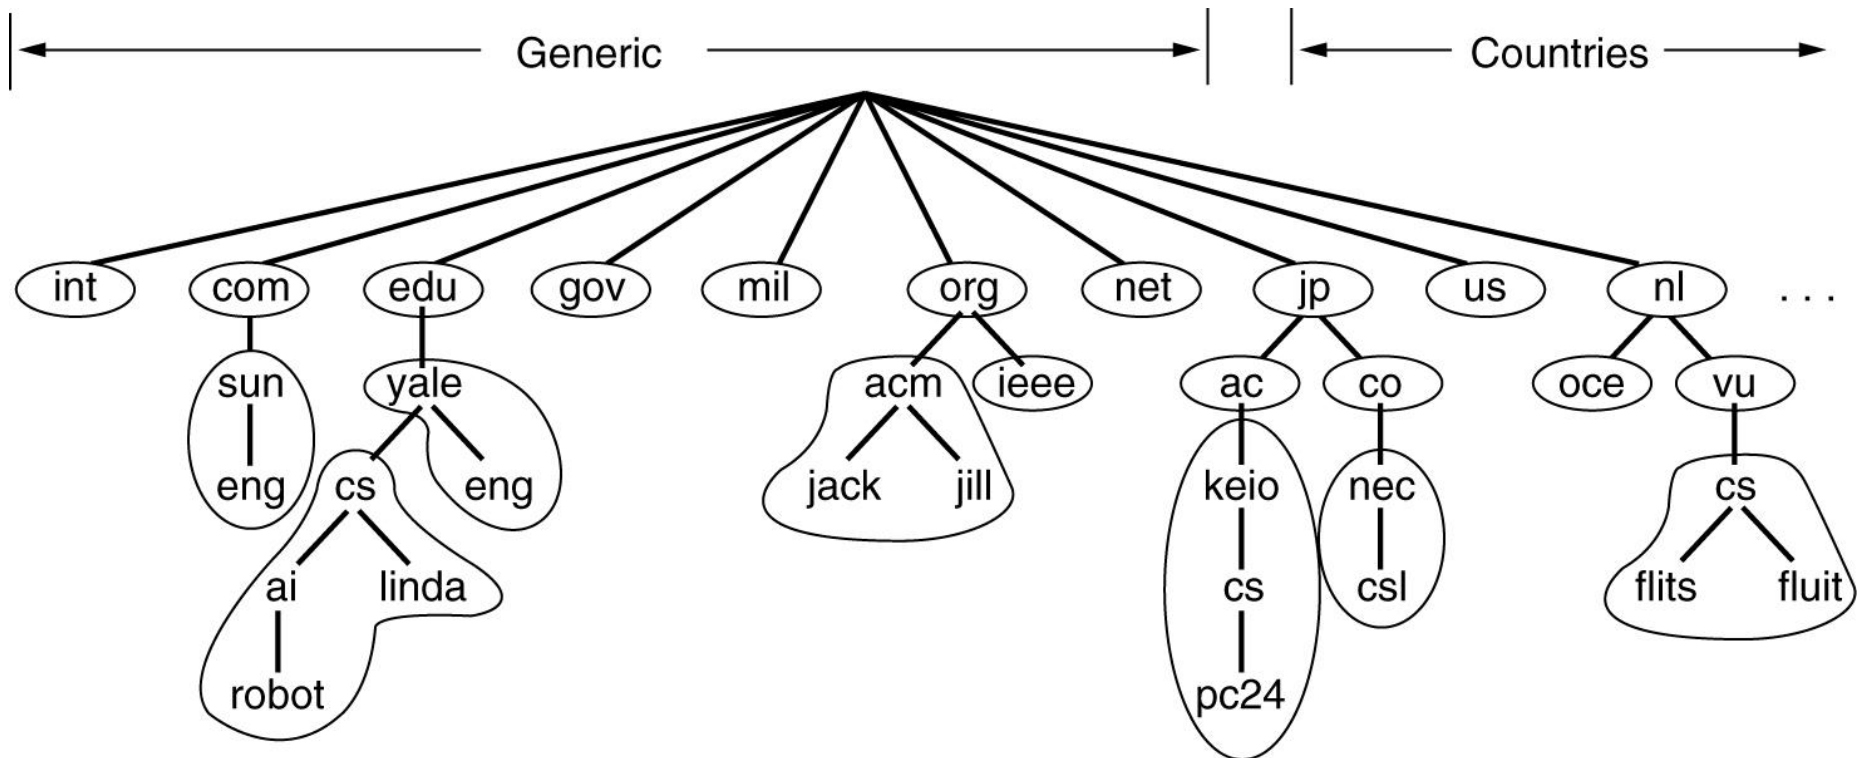 Generic Countries
int com edu gov mil org net jp us nl . . .
sun yale acm ieee ac co oce vu
eng cs eng jack jill keio nec cs
ai linda cs csl flits fluit
robot pc24